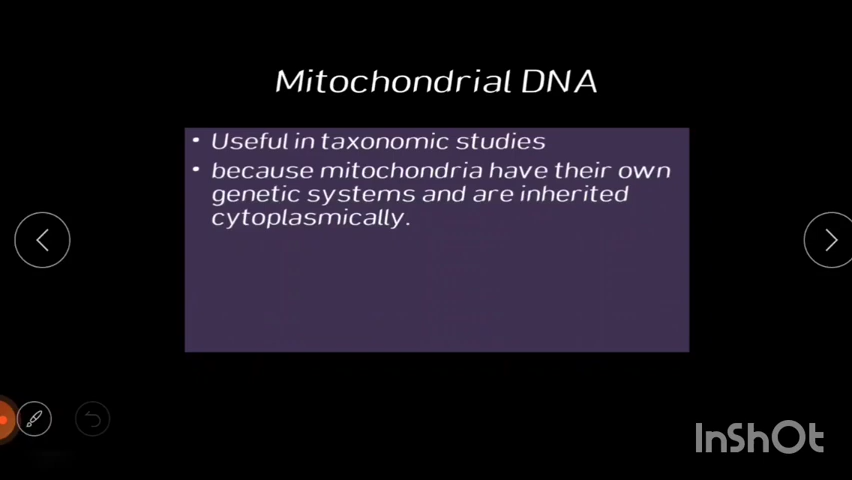 Mitochondrial DNA
• Useful in taxonomic studies
• because mitochondria have their own
genetic systems and are inherited
cytoplasmically.
InShOt